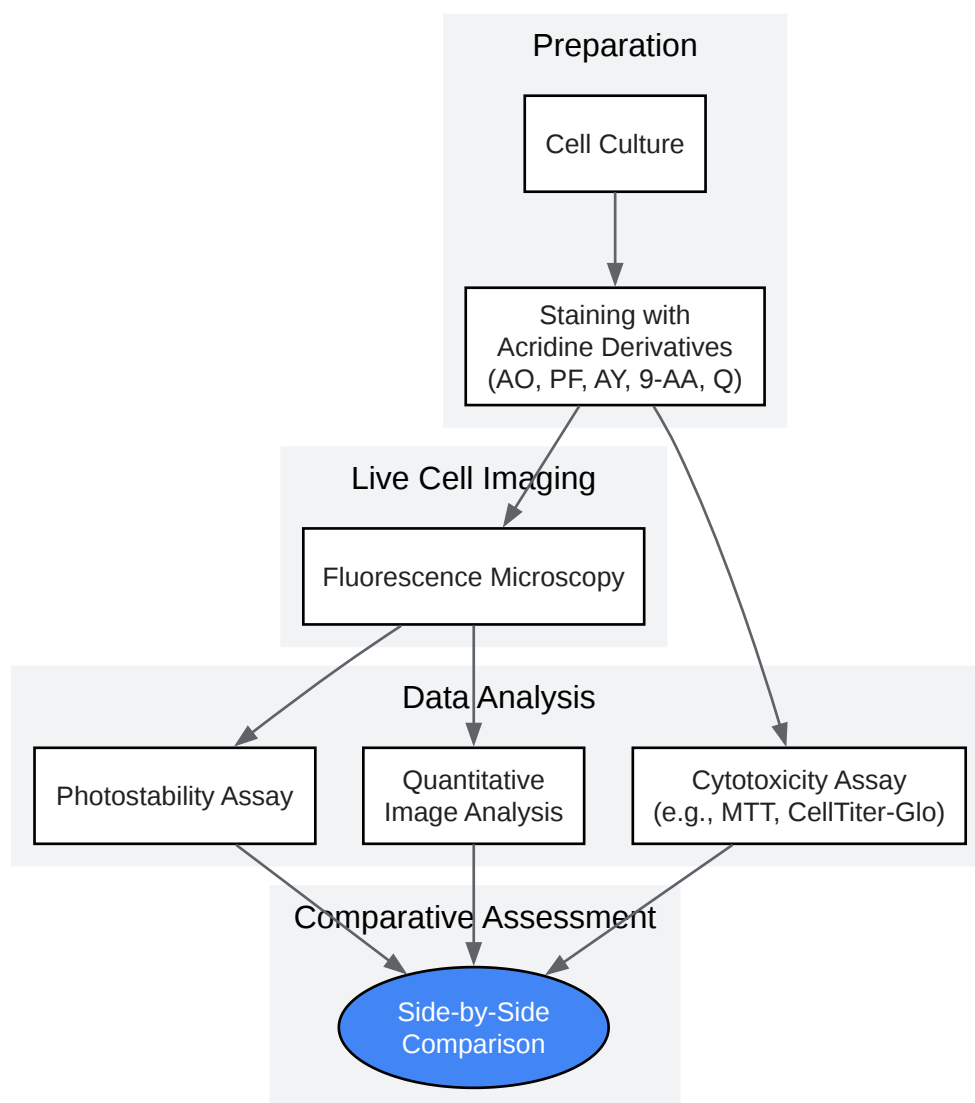 Preparation
Cell Culture
Staining with
Acridine Derivatives
(AO, PF, AY, 9-AA, Q)
Live Cell Imaging
Fluorescence Microscopy
Data Analysis
Photostability Assay
Quantitative
Image Analysis
Cytotoxicity Assay
(e.g., MTT, CellTiter-Glo)
Comparative Assessment
Side-by-Side
Comparison